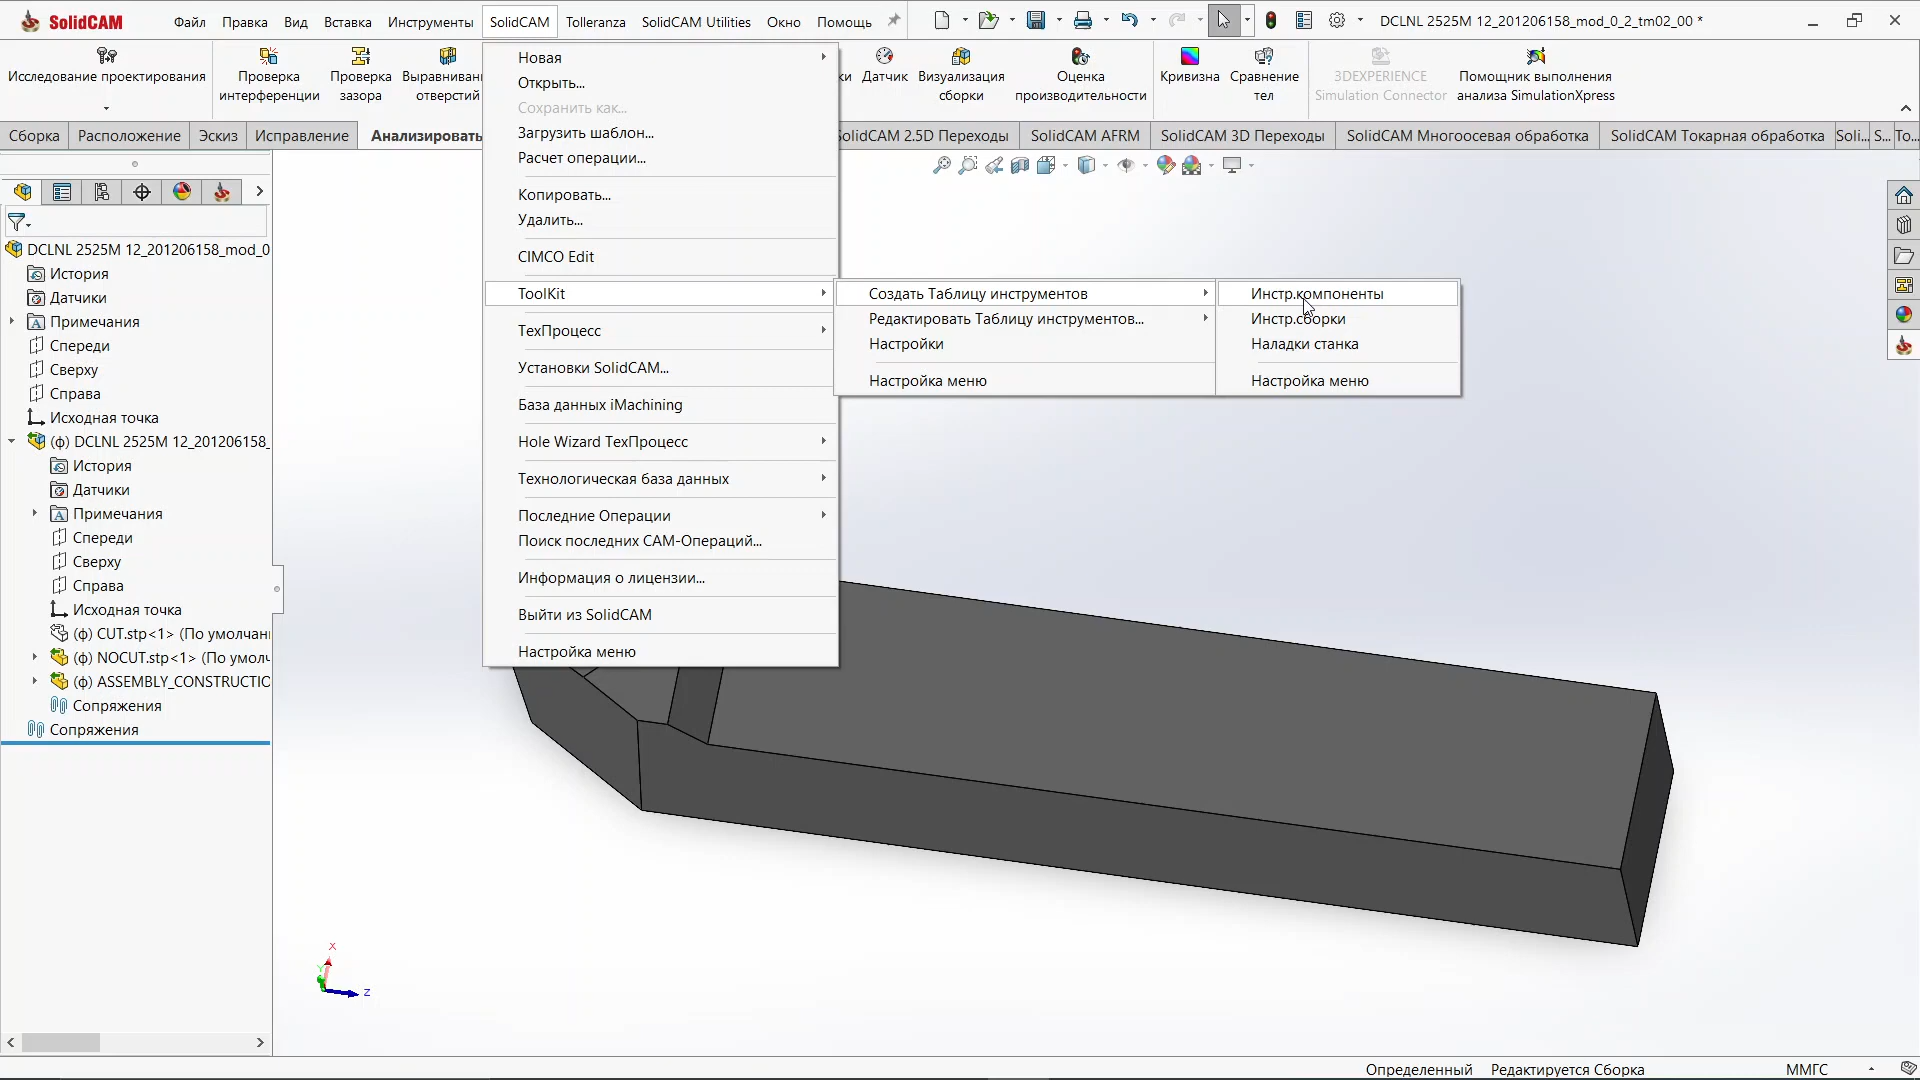 SolidCAM
Файл
Правка
Вид
Вставка
Инструменты
SolidCAM
Tolleranza
SolidCAM Utilities
Окно
Помощь
DCLNL 2525M 12_201206158_mod_0_2_tm02_00 *
Исследование проектирования
Проверка
интерференции
Проверка
зазора
Выравниван
отверстий
ки
Датчик
Визуализация
сборки
Оценка
производительности
Кривизна
Сравнение
тел
3DEXPERIENCE
Simulation Connector
Помощник выполнения
анализа SimulationXpress
Сборка
Расположение
Эскиз
Исправление
Анализировать
SolidCAM 2.5D Переходы
SolidCAM AFRM
SolidCAM 3D Переходы
SolidCAM Многоосевая обработка
SolidCAM Токарная обработка
Soli...
S...
To...
Новая
Открыть...
Сохранить как...
Загрузить шаблон...
Расчет операции...
Копировать...
Удалить...
CIMCO Edit
ToolKit
ТехПроцесс
Установки SolidCAM...
База данных iMachining
Hole Wizard ТехПроцесс
Технологическая база данных
Последние Операции
Поиск последних CAM-Операций...
Информация о лицензии...
Выйти из SolidCAM
Настройка меню
Создать Таблицу инструментов
Редактировать Таблицу инструментов...
Настройки
Настройка меню
Инстр.компоненты
Инстр.сборки
Наладки станка
Настройка меню
DCLNL 2525M 12_201206158_mod_0
История
Датчики
Примечания
Спереди
Сверху
Справа
Исходная точка
(ф) DCLNL 2525M 12_201206158_
История
Датчики
Примечания
Спереди
Сверху
Справа
Исходная точка
(ф) CUT.stp<1> (По умолчан
(ф) NOCUT.stp<1> (По умолч
(ф) ASSEMBLY_CONSTRUCTIO
Сопряжения
Сопряжения
X
Y
Z
Определенный
Редактируется Сборка
ММГС